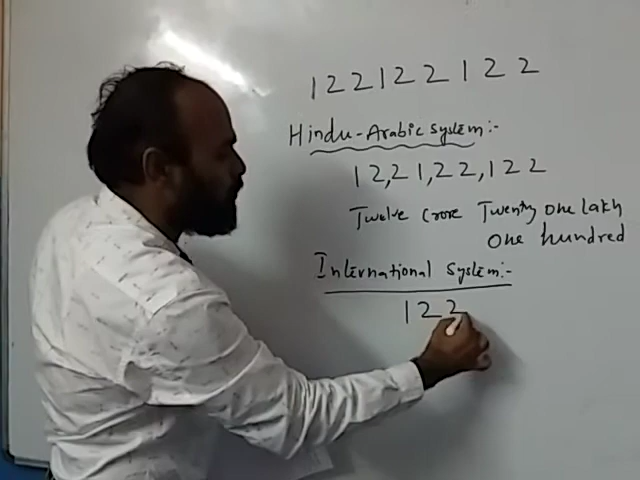 122122122
Hindu-Arabic System:-
12,21,22,122
Twelve Crore Twenty one lakh
one hundred
International System:-
122